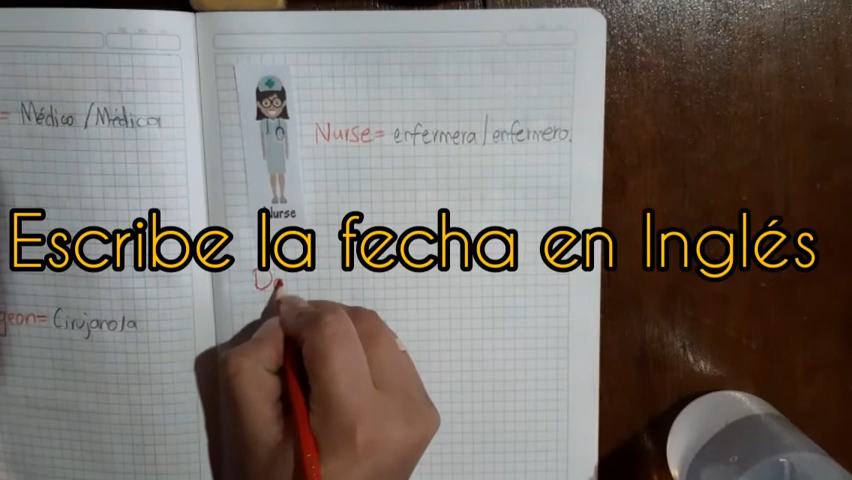 = Médico / Médica
Nurse= enfermera/enfermero.
Nurse
Escribe la fecha en Inglés
geon= Cirujano/a